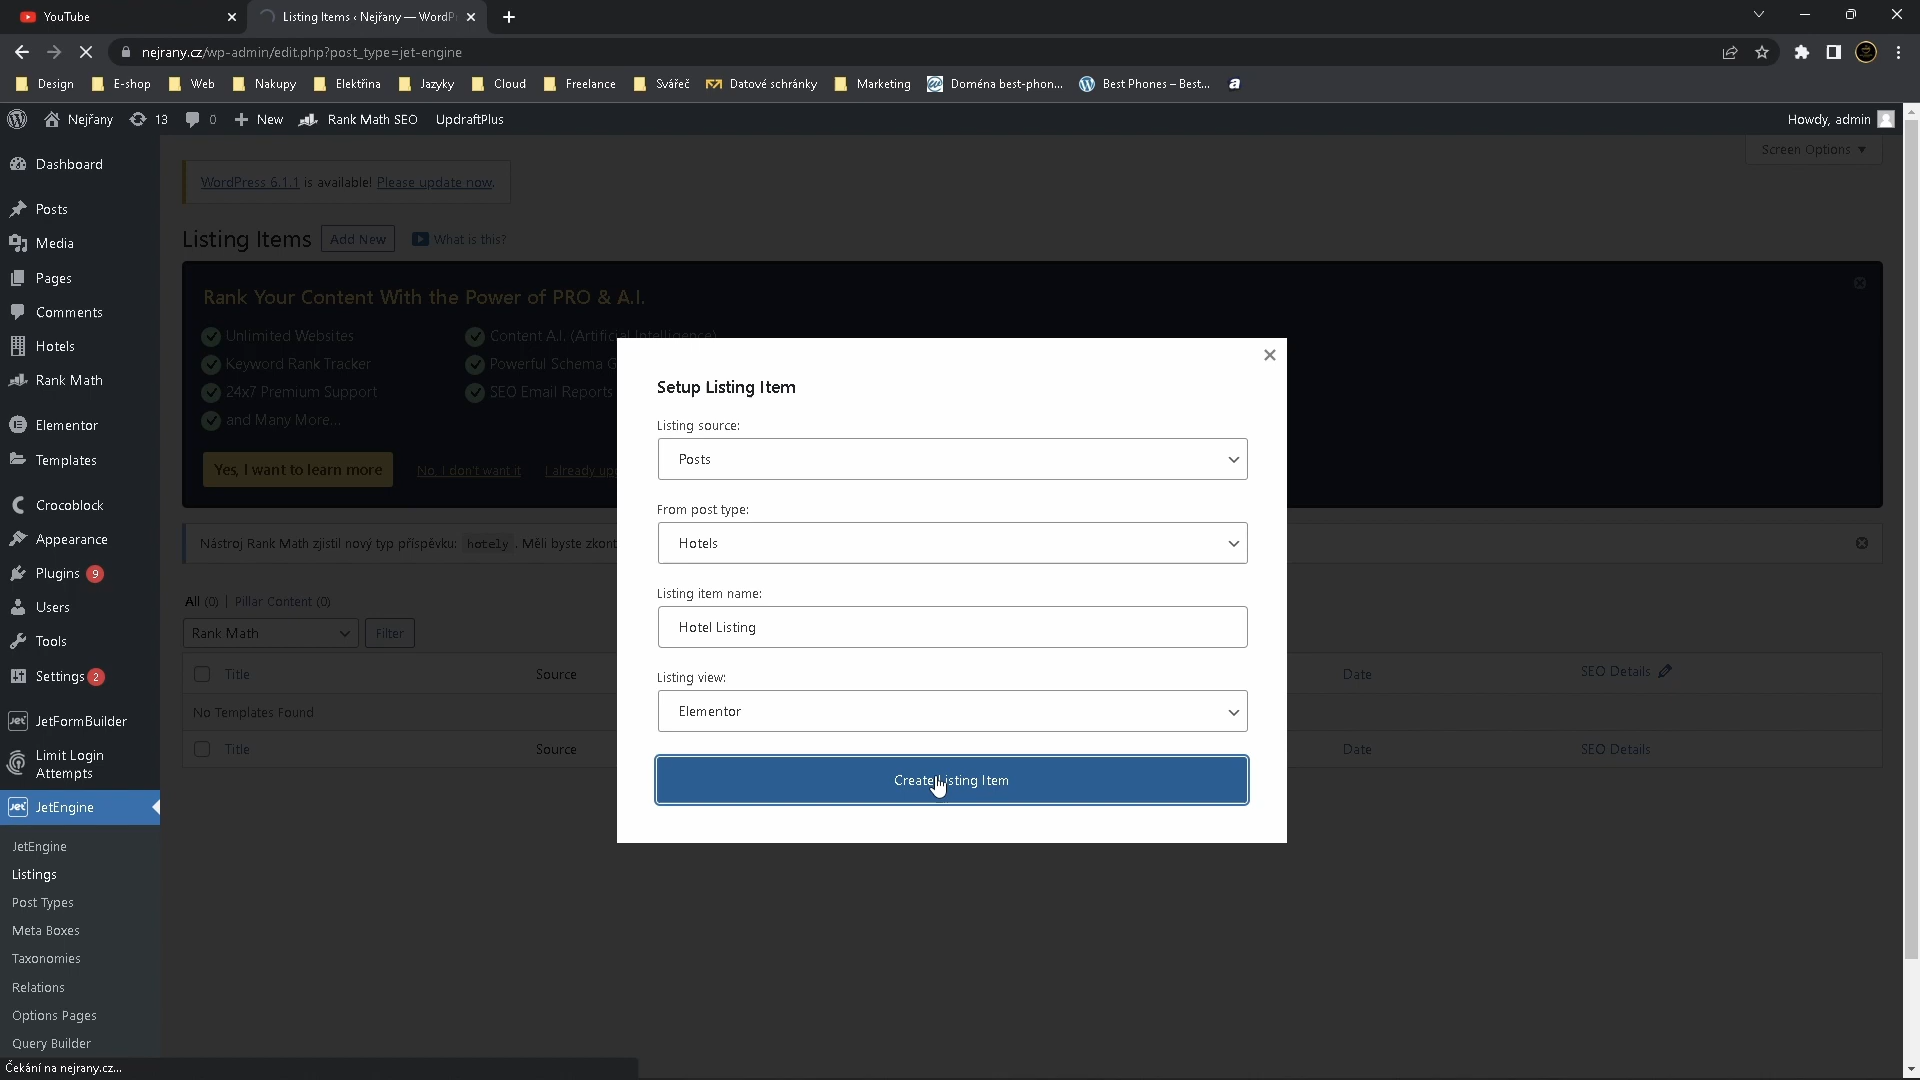 YouTube
Listing Items ‹ Nejřany — WordP
nejrany.cz/wp-admin/edit.php?post_type=jet-engine
Design
E-shop
Web
Nakupy
Elektřina
Jazyky
Cloud
Freelance
Svářeč
Datové schránky
Marketing
Doména best-phon...
Best Phones – Best...
a
Nejřany
13
0
New
Rank Math SEO
UpdraftPlus
Howdy, admin
Screen Options
Dashboard
Posts
Media
Pages
Comments
Hotels
Rank Math
Elementor
Templates
Crocoblock
Appearance
Plugins 9
Users
Tools
Settings 2
JetFormBuilder
Limit Login
Attempts
JetEngine
JetEngine
Listings
Post Types
Meta Boxes
Taxonomies
Relations
Options Pages
Query Builder
Čekání na nejrany.cz...
WordPress 6.1.1 is available! Please update now.
Listing Items
Add New
What is this?
Rank Your Content With the Power of PRO & A.I.
Unlimited Websites
Content A.I. (Artificial Intelligence)
Keyword Rank Tracker
Powerful Schema G
24x7 Premium Support
SEO Email Reports
and Many More...
Yes, I want to learn more
No, I don't want it
I already up
Nástroj Rank Math zjistil nový typ příspěvku: hotely . Měli byste zkont
All (0) | Pillar Content (0)
Rank Math
Filter
Title
Source
Date
SEO Details
No Templates Found
Title
Source
Date
SEO Details
Setup Listing Item
Listing source:
Posts
From post type:
Hotels
Listing item name:
Hotel Listing
Listing view:
Elementor
Create Listing Item